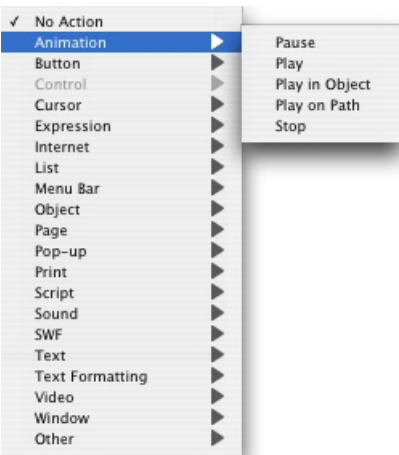 ✓ No Action
Animation
Button
Control
Cursor
Expression
Internet
List
Menu Bar
Object
Page
Pop-up
Print
Script
Sound
SWF
Text
Text Formatting
Video
Window
Other
Pause
Play
Play in Object
Play on Path
Stop